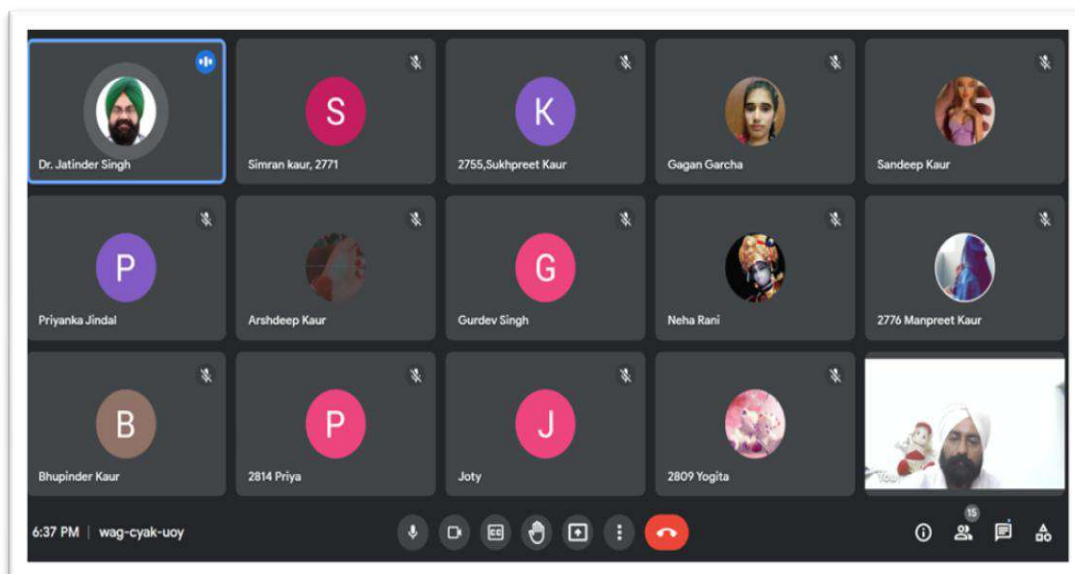 Dr. Jatinder Singh
S
Simran kaur, 2771
K
2755,Sukhpreet Kaur
Gagan Garcha
Sandeep Kaur
P
Priyanka Jindal
Arshdeep Kaur
G
Gurdev Singh
Neha Rani
2776 Manpreet Kaur
B
Bhupinder Kaur
P
2814 Priya
J
Joty
2809 Yogita
You
6:37 PM | wag-cyak-uoy
CC
15